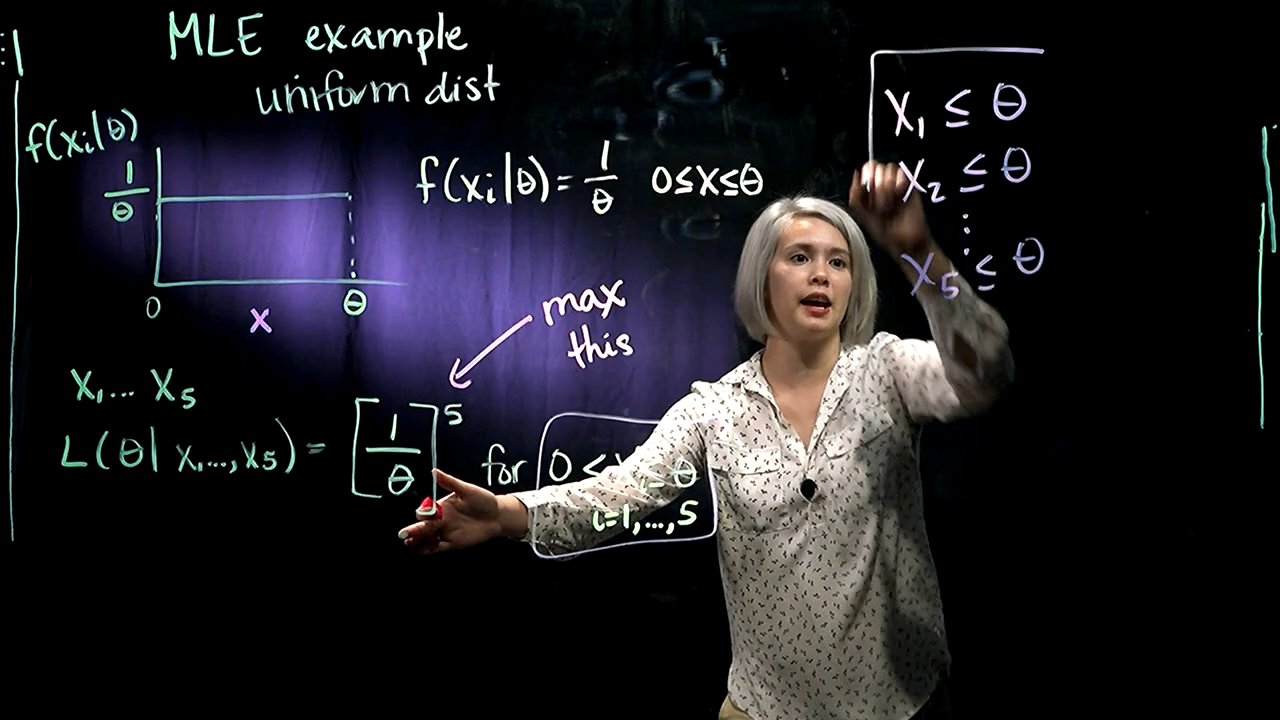 MLE example
uniform dist
f(xᵢ|θ)
1/θ
0
x
θ
f(xᵢ|θ) = 1/θ 0≤x≤θ
max
this
x₁... x₅
L(θ| x₁,...,x₅) = [1/θ]⁵ for 0 ≤ ≤ θ
i=1,...,5
x₁ ≤ θ
x₂ ≤ θ
⋮
x₅ ≤ θ